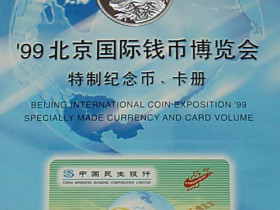 '99北京国际钱币博览会
特制纪念币、卡册
BEIJING INTERNATIONAL COIN EXPOSITION '99
SPECIALLY MADE CURRENCY AND CARD VOLUME
中国民生银行
CHINA MINSHENG BANKING CORPORATION LIMITED